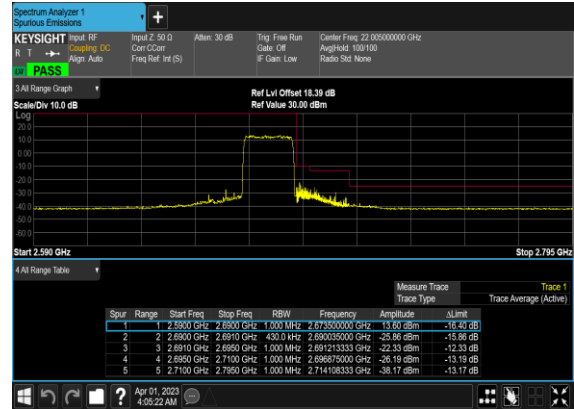 Spectrum Analyzer 1
Spurious Emissions
KEYSIGHT Input: RF Input Z: 50 Ω Atten: 30 dB Trig: Free Run Center Freq: 22.005000000 GHz
R T Coupling: DC Corr CCorr Gate: Off Avg|Hold: 100/100
Align: Auto Freq Ref: Int (S) IF Gain: Low Radio Std: None
PASS
3 All Range Graph
Ref Lvl Offset 18.39 dB
Scale/Div 10.0 dB Ref Value 30.00 dBm
Log
20.0
10.0
0.00
-10.0
-20.0
-30.0
-40.0
-50.0
-60.0
Start 2.590 GHz Stop 2.795 GHz
4 All Range Table
Measure Trace Trace 1
Trace Type Trace Average (Active)
Spur Range Start Freq Stop Freq RBW Frequency Amplitude ΔLimit
1 1 2.5900 GHz 2.6900 GHz 1.000 MHz 2.673500000 GHz 13.60 dBm -16.40 dB
2 2 2.6900 GHz 2.6910 GHz 430.0 kHz 2.690035000 GHz -25.86 dBm -15.86 dB
3 3 2.6910 GHz 2.6950 GHz 1.000 MHz 2.691213333 GHz -22.33 dBm -12.33 dB
4 4 2.6950 GHz 2.7100 GHz 1.000 MHz 2.696875000 GHz -26.19 dBm -13.19 dB
5 5 2.7100 GHz 2.7950 GHz 1.000 MHz 2.714108333 GHz -38.17 dBm -13.17 dB
Apr 01, 2023
4:05:22 AM